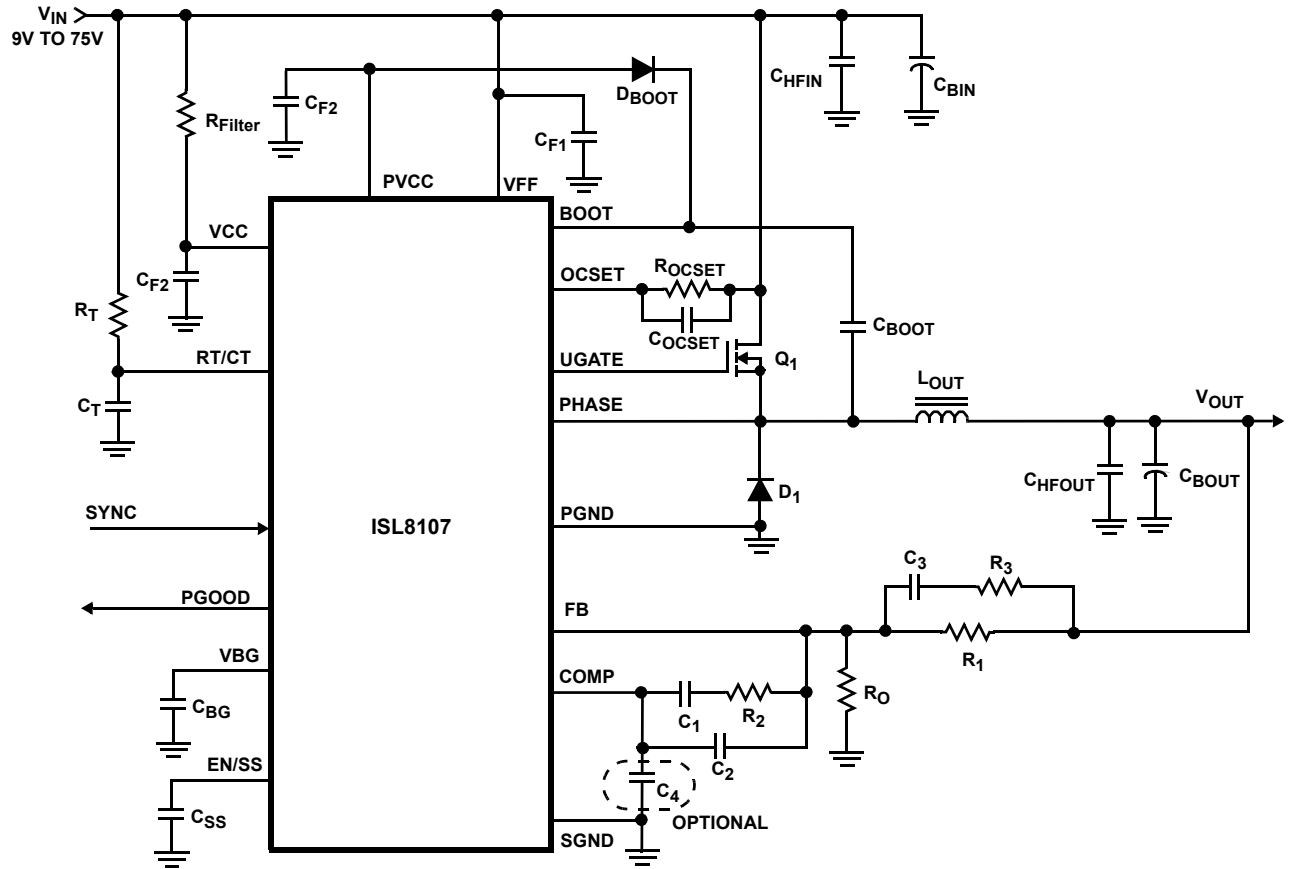 VIN
9V TO 75V
CHFIN
CBIN
CF2
DBOOT
RFilter
CF1
PVCC
VFF
BOOT
VCC
OCSET
ROCSET
CF2
COCSET
CBOOT
RT
UGATE
Q1
RT/CT
LOUT
CT
PHASE
VOUT
CHFOUT
CBOUT
D1
SYNC
PGND
ISL8107
C3
R3
PGOOD
FB
R1
VBG
COMP
CBG
C1
R2
RO
C2
EN/SS
C4
CSS
OPTIONAL
SGND